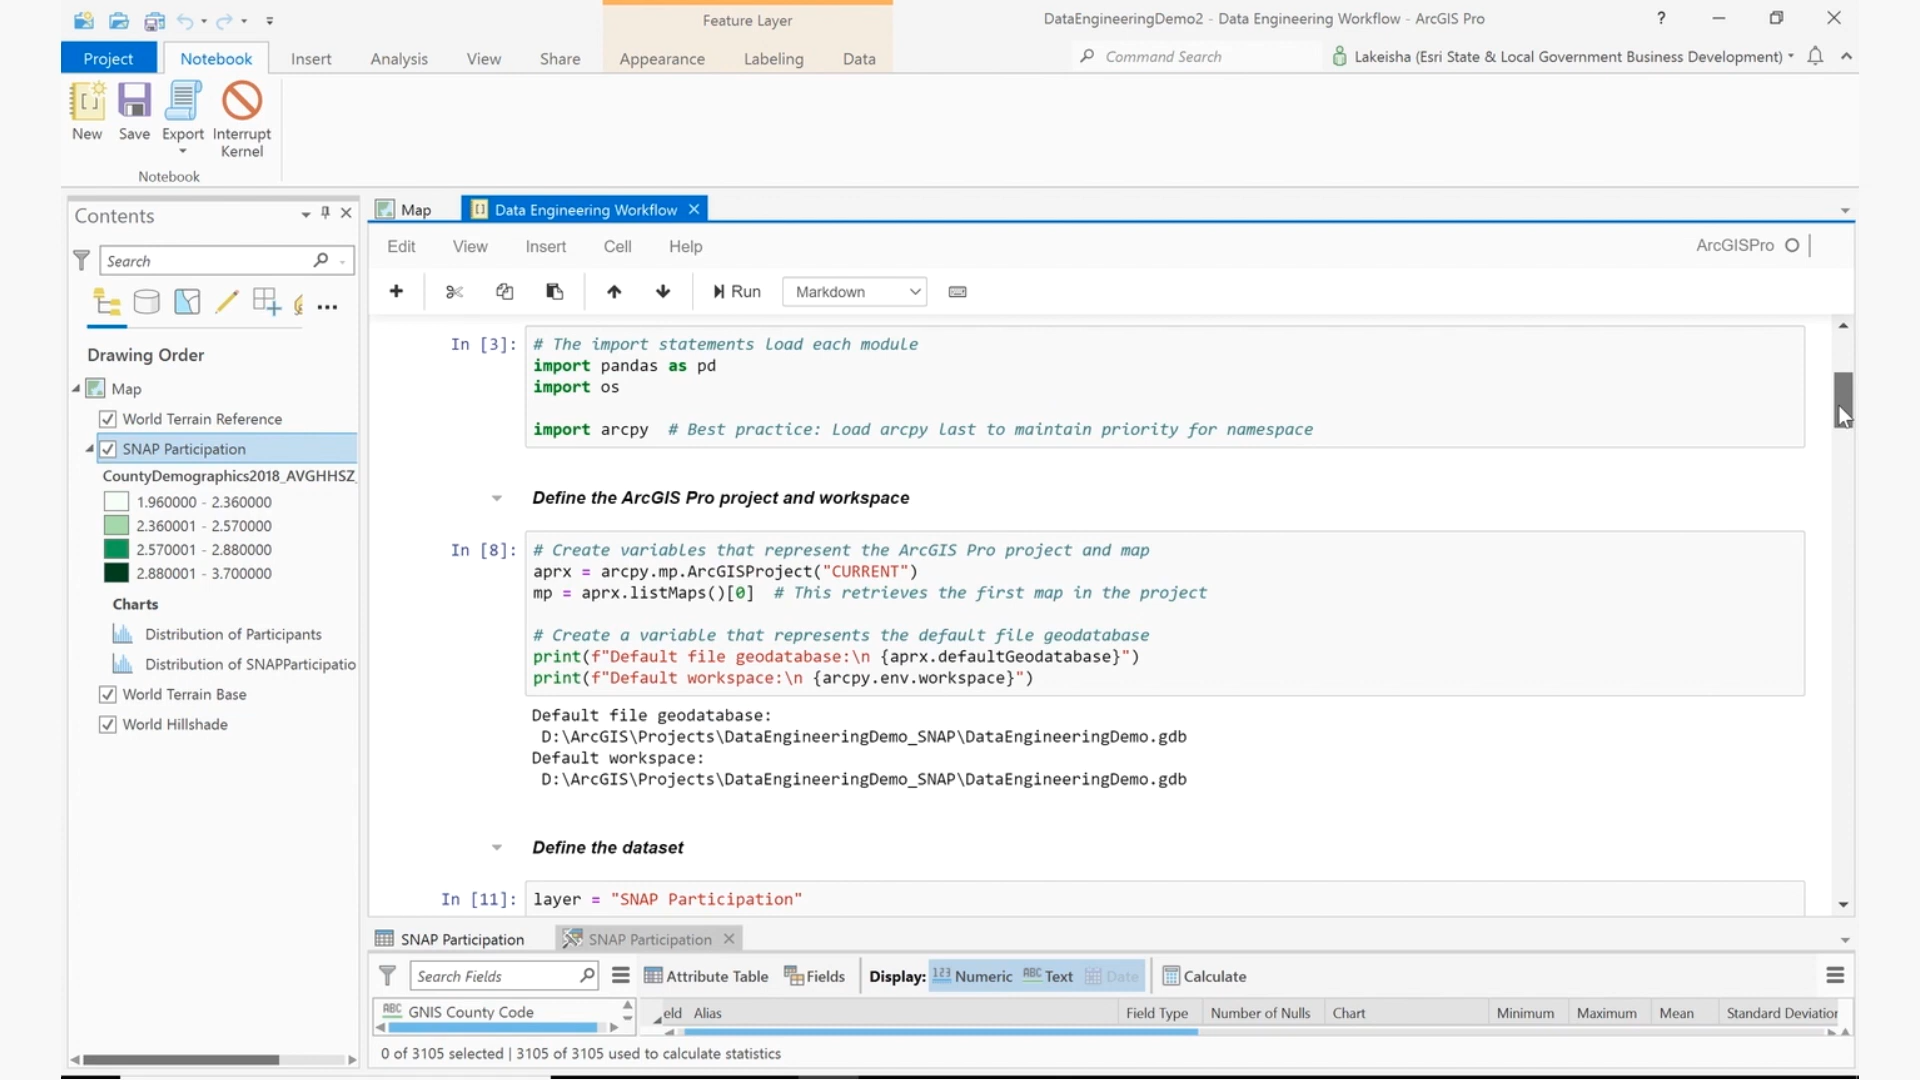 Feature Layer
DataEngineeringDemo2 - Data Engineering Workflow - ArcGIS Pro
?
Project
Notebook
Insert
Analysis
View
Share
Appearance
Labeling
Data
Command Search
Lakeisha (Esri State & Local Government Business Development)
New
Save
Export
Interrupt
Kernel
Notebook
Contents
Search
Drawing Order
Map
World Terrain Reference
SNAP Participation
CountyDemographics2018_AVGHHSZ_
1.960000 - 2.360000
2.360001 - 2.570000
2.570001 - 2.880000
2.880001 - 3.700000
Charts
Distribution of Participants
Distribution of SNAPParticipatio
World Terrain Base
World Hillshade
Map
Data Engineering Workflow
Edit
View
Insert
Cell
Help
ArcGISPro
Run
Markdown
In [3]:
# The import statements load each module
import pandas as pd
import os
import arcpy  # Best practice: Load arcpy last to maintain priority for namespace
Define the ArcGIS Pro project and workspace
In [8]:
# Create variables that represent the ArcGIS Pro project and map
aprx = arcpy.mp.ArcGISProject("CURRENT")
mp = aprx.listMaps()[0]  # This retrieves the first map in the project
# Create a variable that represents the default file geodatabase
print(f"Default file geodatabase:\n {aprx.defaultGeodatabase}")
print(f"Default workspace:\n {arcpy.env.workspace}")
Default file geodatabase:
D:\ArcGIS\Projects\DataEngineeringDemo_SNAP\DataEngineeringDemo.gdb
Default workspace:
D:\ArcGIS\Projects\DataEngineeringDemo_SNAP\DataEngineeringDemo.gdb
Define the dataset
In [11]:
layer = "SNAP Participation"
SNAP Participation
SNAP Participation
Search Fields
Attribute Table
Fields
Display:
123 Numeric
ABC Text
Date
Calculate
ABC GNIS County Code
eld
Alias
Field Type
Number of Nulls
Chart
Minimum
Maximum
Mean
Standard Deviation
0 of 3105 selected | 3105 of 3105 used to calculate statistics